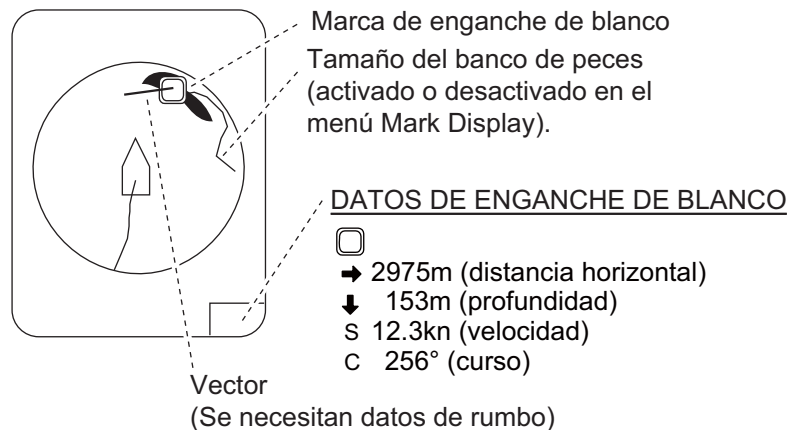 Marca de enganche de blanco
Tamaño del banco de peces
(activado o desactivado en el
menú Mark Display).
DATOS DE ENGANCHE DE BLANCO
➡ 2975m (distancia horizontal)
⬇ 153m (profundidad)
S 12.3kn (velocidad)
C 256° (curso)
Vector
(Se necesitan datos de rumbo)